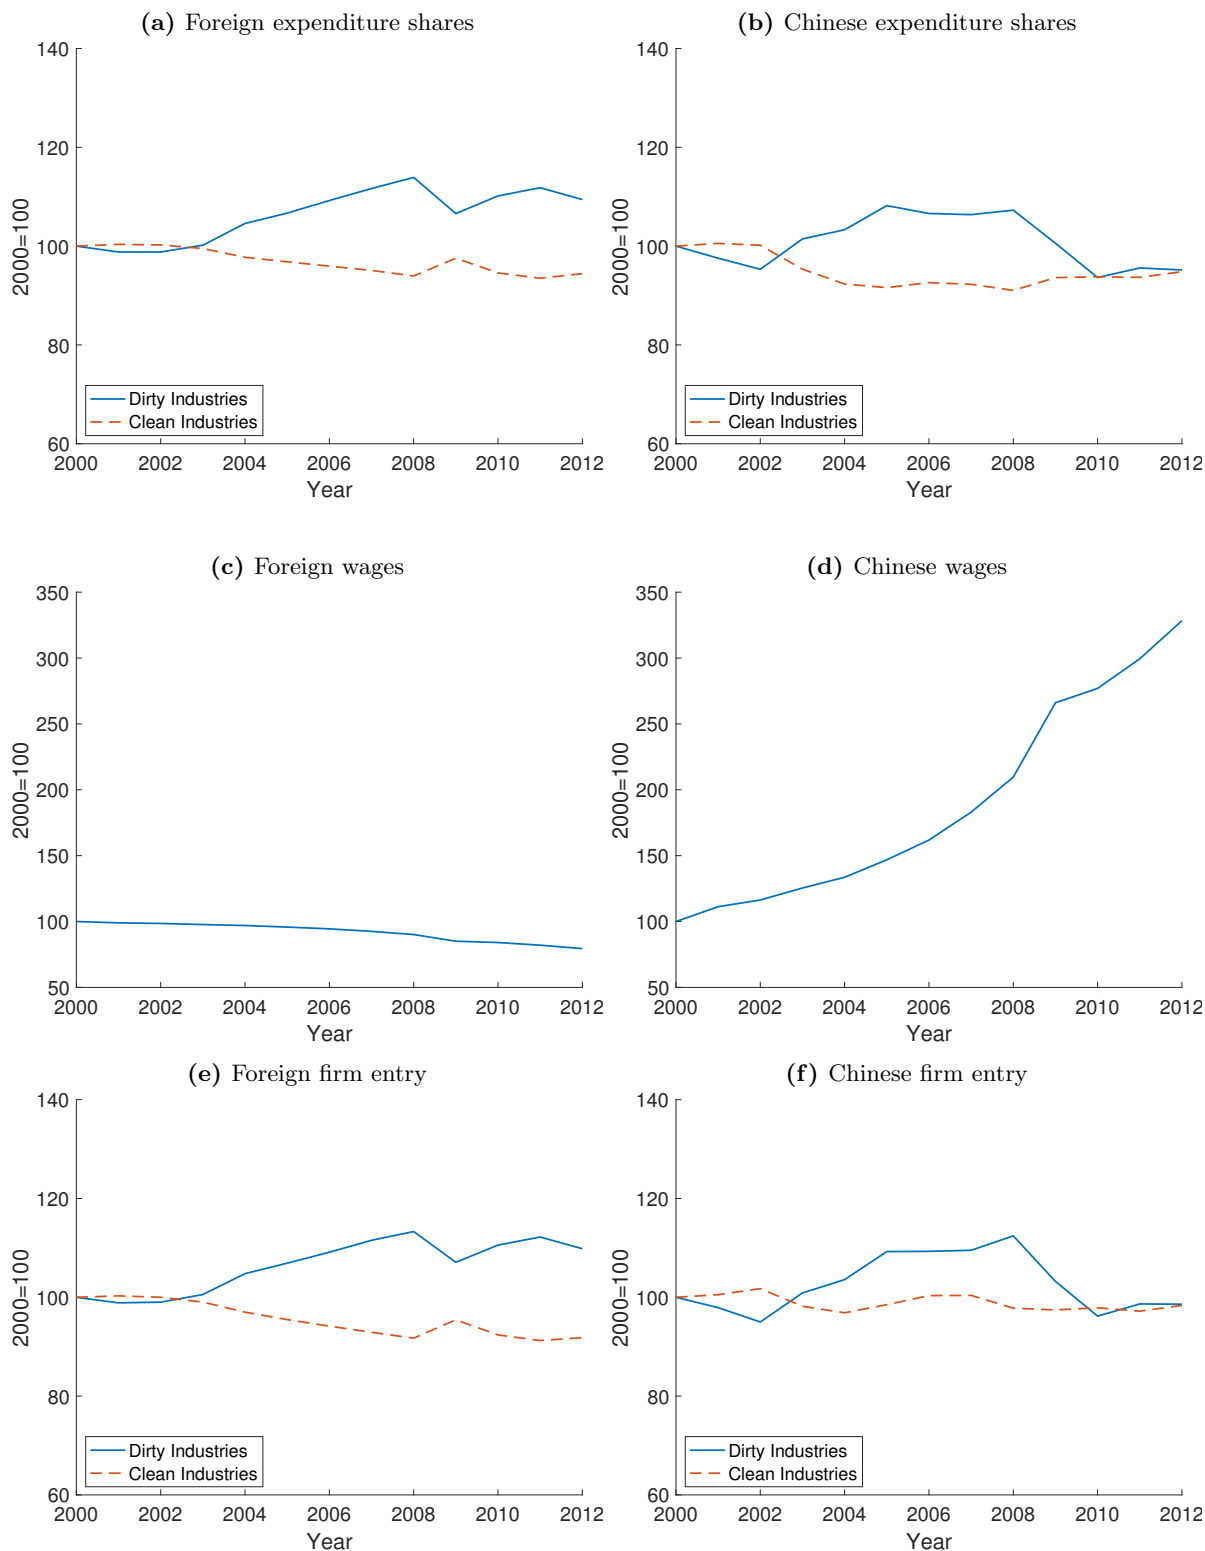 (a) Foreign expenditure shares
140
120
100
80
60
2000=100
Dirty Industries
Clean Industries
2000 2002 2004 2006 2008 2010 2012
Year
(b) Chinese expenditure shares
140
120
100
80
60
2000=100
Dirty Industries
Clean Industries
2000 2002 2004 2006 2008 2010 2012
Year
(c) Foreign wages
350
300
250
200
150
100
50
2000=100
2000 2002 2004 2006 2008 2010 2012
Year
(d) Chinese wages
350
300
250
200
150
100
50
2000=100
2000 2002 2004 2006 2008 2010 2012
Year
(e) Foreign firm entry
140
120
100
80
60
2000=100
Dirty Industries
Clean Industries
2000 2002 2004 2006 2008 2010 2012
Year
(f) Chinese firm entry
140
120
100
80
60
2000=100
Dirty Industries
Clean Industries
2000 2002 2004 2006 2008 2010 2012
Year